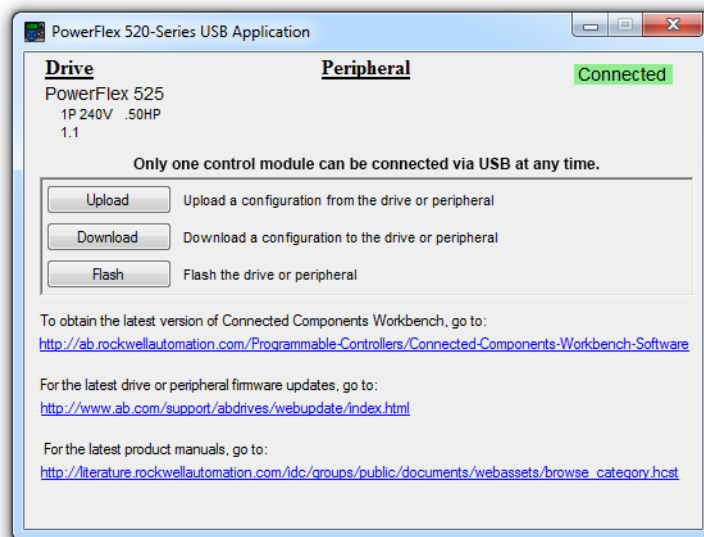 PowerFlex 520-Series USB Application
Drive Peripheral Connected
PowerFlex 525
1P 240V .50HP
1.1
Only one control module can be connected via USB at any time.
Upload Upload a configuration from the drive or peripheral
Download Download a configuration to the drive or peripheral
Flash Flash the drive or peripheral
To obtain the latest version of Connected Components Workbench, go to:
http://ab.rockwellautomation.com/Programmable-Controllers/Connected-Components-Workbench-Software
For the latest drive or peripheral firmware updates, go to:
http://www.ab.com/support/abdrives/webupdate/index.html
For the latest product manuals, go to:
http://literature.rockwellautomation.com/idc/groups/public/documents/webassets/browse_category.hcst